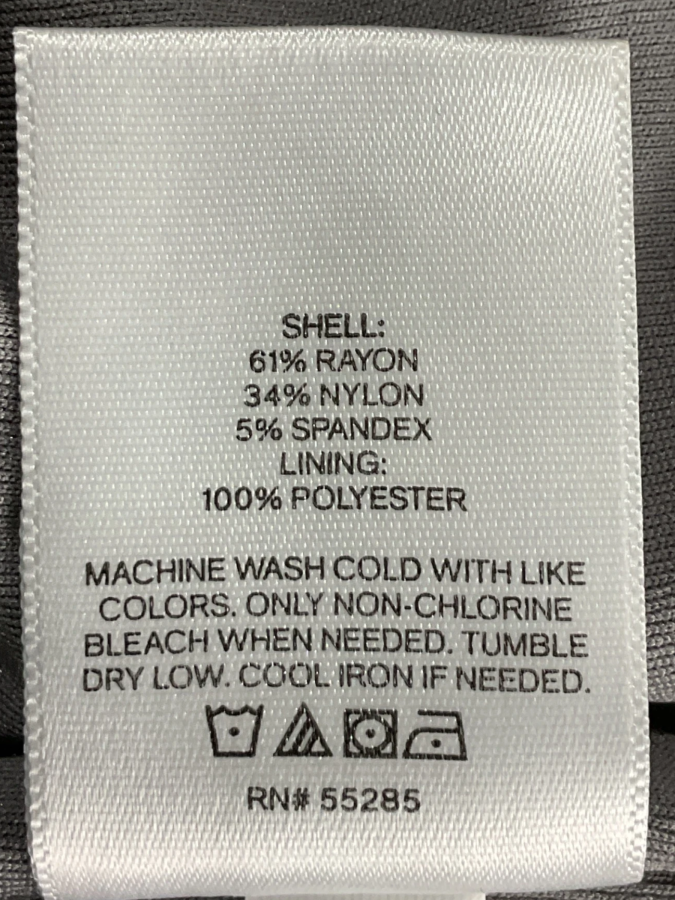 SHELL:
61% RAYON
34% NYLON
5% SPANDEX
LINING:
100% POLYESTER
MACHINE WASH COLD WITH LIKE
COLORS. ONLY NON-CHLORINE
BLEACH WHEN NEEDED. TUMBLE
DRY LOW. COOL IRON IF NEEDED.
RN# 55285